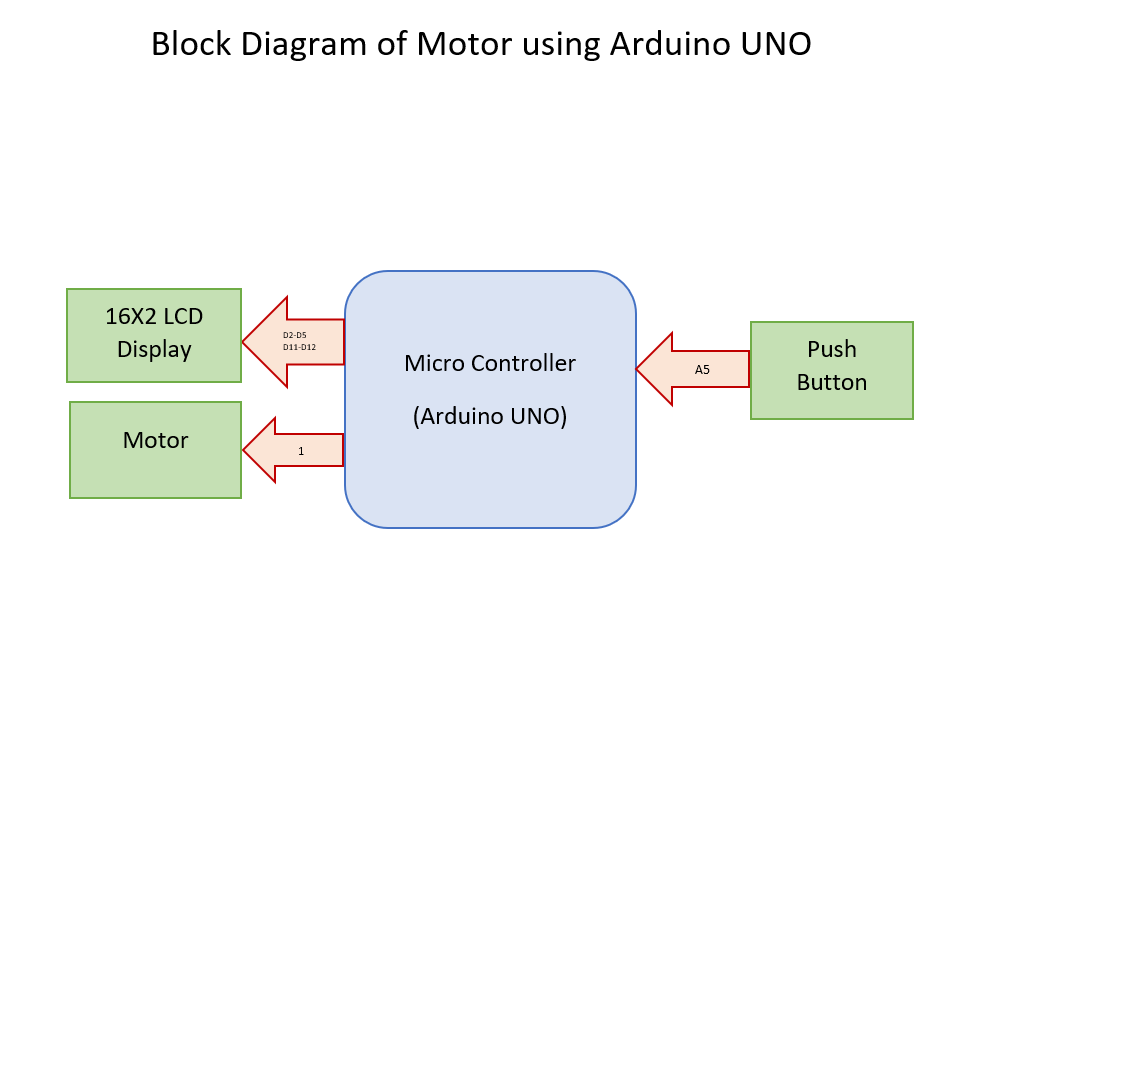 Block Diagram of Motor using Arduino UNO
16X2 LCD
Display
D2-D5
D11-D12
Micro Controller
(Arduino UNO)
A5
Push
Button
Motor
1